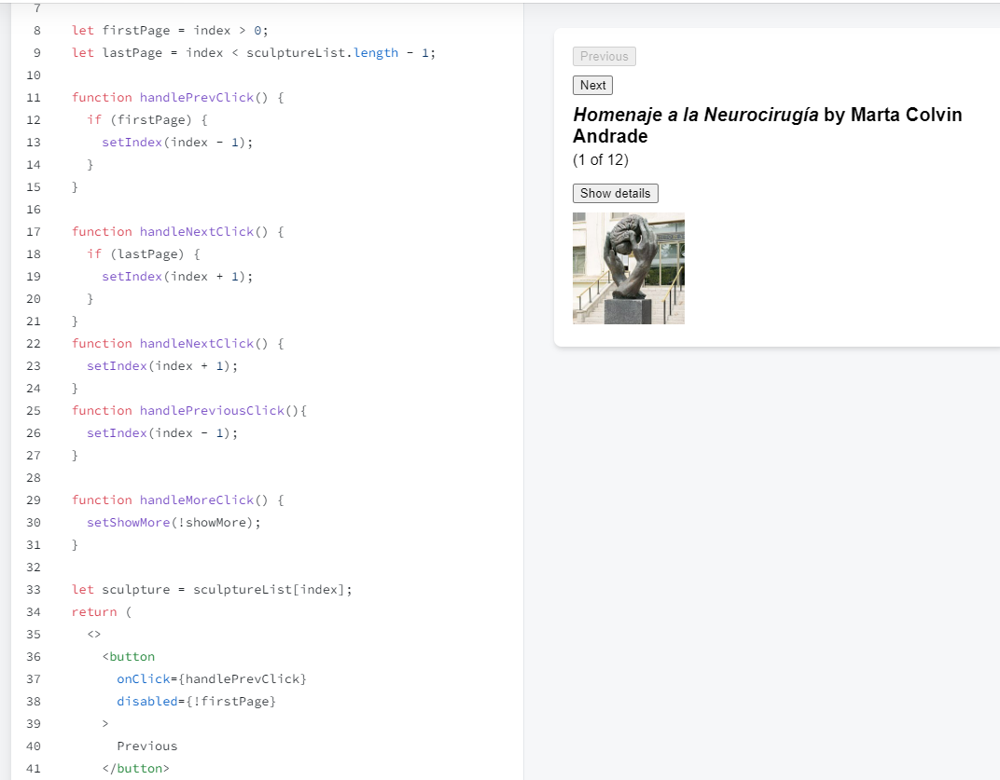 7
8 let firstPage = index > 0;
9 let lastPage = index < sculptureList.length - 1;
10
11 function handlePrevClick() {
12 if (firstPage) {
13 setIndex(index - 1);
14 }
15 }
16
17 function handleNextClick() {
18 if (lastPage) {
19 setIndex(index + 1);
20 }
21 }
22 function handleNextClick() {
23 setIndex(index + 1);
24 }
25 function handlePreviousClick(){
26 setIndex(index - 1);
27 }
28
29 function handleMoreClick() {
30 setShowMore(!showMore);
31 }
32
33 let sculpture = sculptureList[index];
34 return (
35 <>
36 <button
37 onClick={handlePrevClick}
38 disabled={!firstPage}
39 >
40 Previous
41 </button>
Previous
Next
Homenaje a la Neurocirugía by Marta Colvin
Andrade
(1 of 12)
Show details